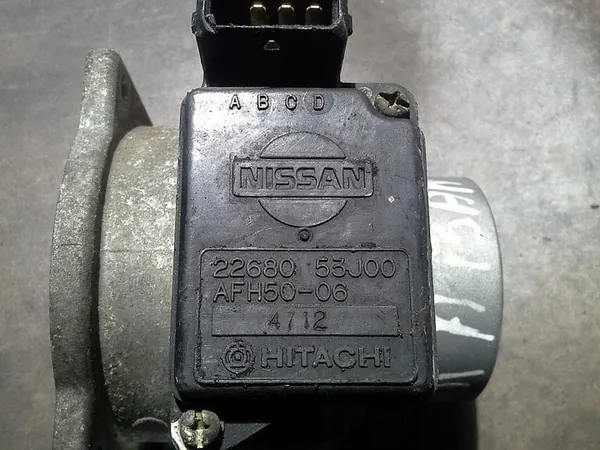 A B C D
NISSAN
22680 53J00
AFH50-06
4712
HITACHI